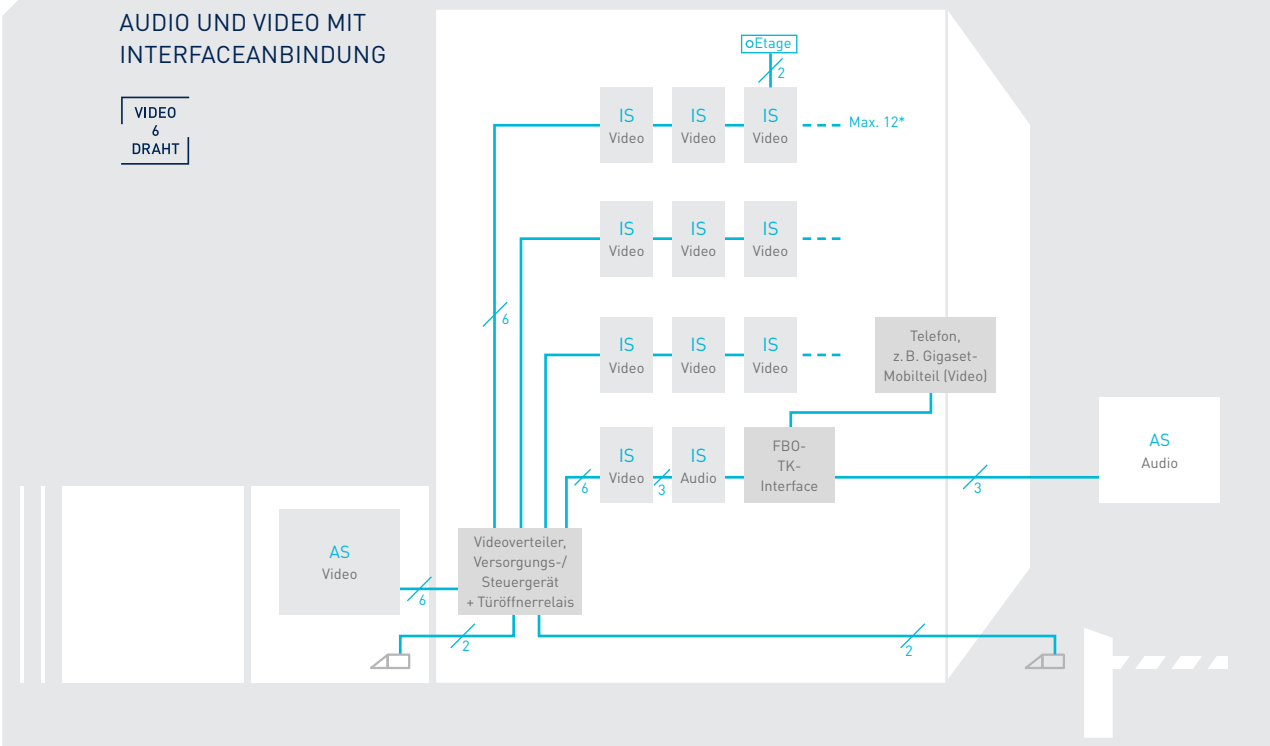 AUDIO UND VIDEO MIT
INTERFACEANBINDUNG
VIDEO
6
DRAHT
Etage
2
IS
Video
IS
Video
IS
Video
Max. 12*
IS
Video
IS
Video
IS
Video
6
IS
Video
IS
Video
IS
Video
Telefon,
z. B. Gigaset-
Mobilteil (Video)
6
IS
Video
3
IS
Audio
FBO-
TK-
Interface
3
AS
Audio
AS
Video
6
Videoverteiler,
Versorgungs-/
Steuergerät
+ Türöffnerrelais
2
2